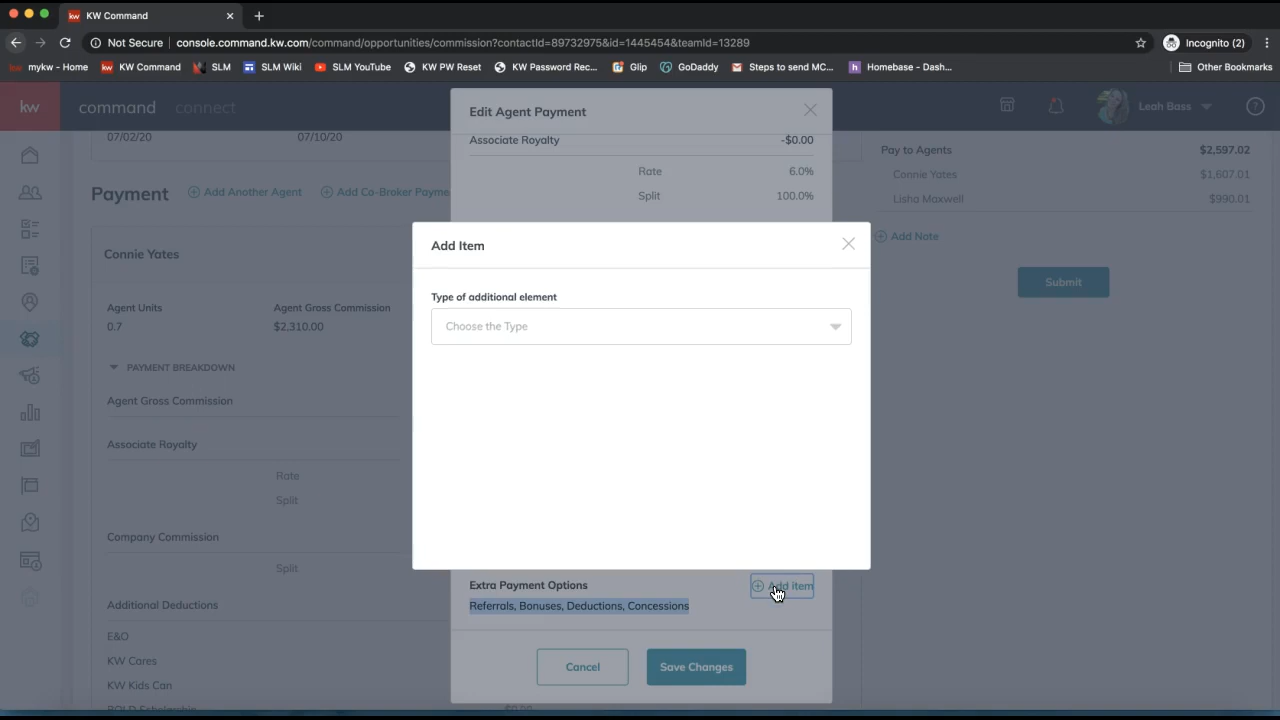 KW Command
Not Secure console.command.kw.com/command/opportunities/commission?contactId=89732975&id=1445454&teamId=13289 Incognito (2)
mykw - Home KW Command SLM SLM Wiki SLM YouTube KW PW Reset KW Password Rec... Glip GoDaddy Steps to send MC... Homebase - Dash... Other Bookmarks
kw command connect Leah Bass
07/02/20 07/10/20
Payment Add Another Agent Add Co-Broker Payme
Connie Yates
Agent Units Agent Gross Commission
0.7 $2,310.00
PAYMENT BREAKDOWN
Agent Gross Commission
Associate Royalty
Rate
Split
Company Commission
Split
Additional Deductions
E&O
KW Cares
KW Kids Can
BOLD Scholarship
$0.00
Edit Agent Payment
Associate Royalty -$0.00
Rate 6.0%
Split 100.0%
Add Item
Type of additional element
Choose the Type
Extra Payment Options Add item
Referrals, Bonuses, Deductions, Concessions
Cancel Save Changes
Pay to Agents $2,597.02
Connie Yates $1,607.01
Lisha Maxwell $990.01
Add Note
Submit